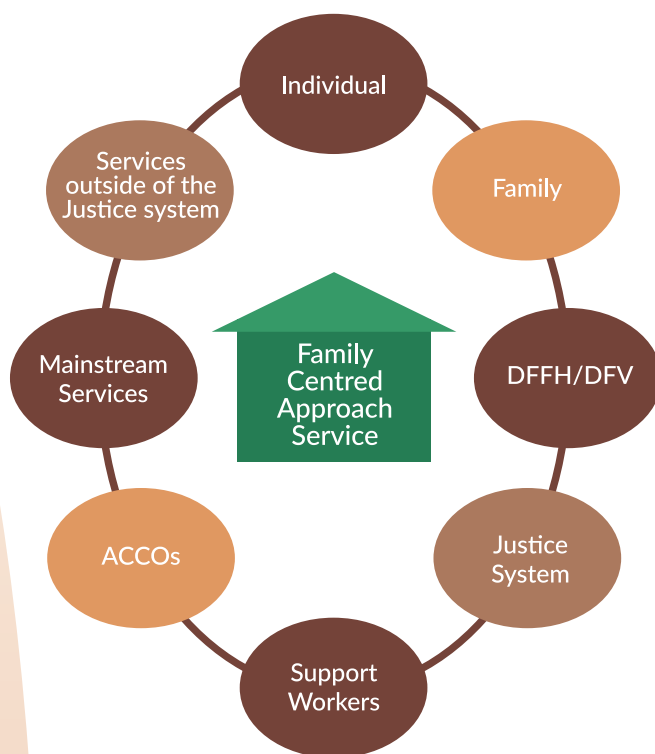 Individual
Services
outside of the
Justice system
Family
Mainstream
Services
Family
Centred
Approach
Service
DFFH/DFV
ACCOs
Justice
System
Support
Workers